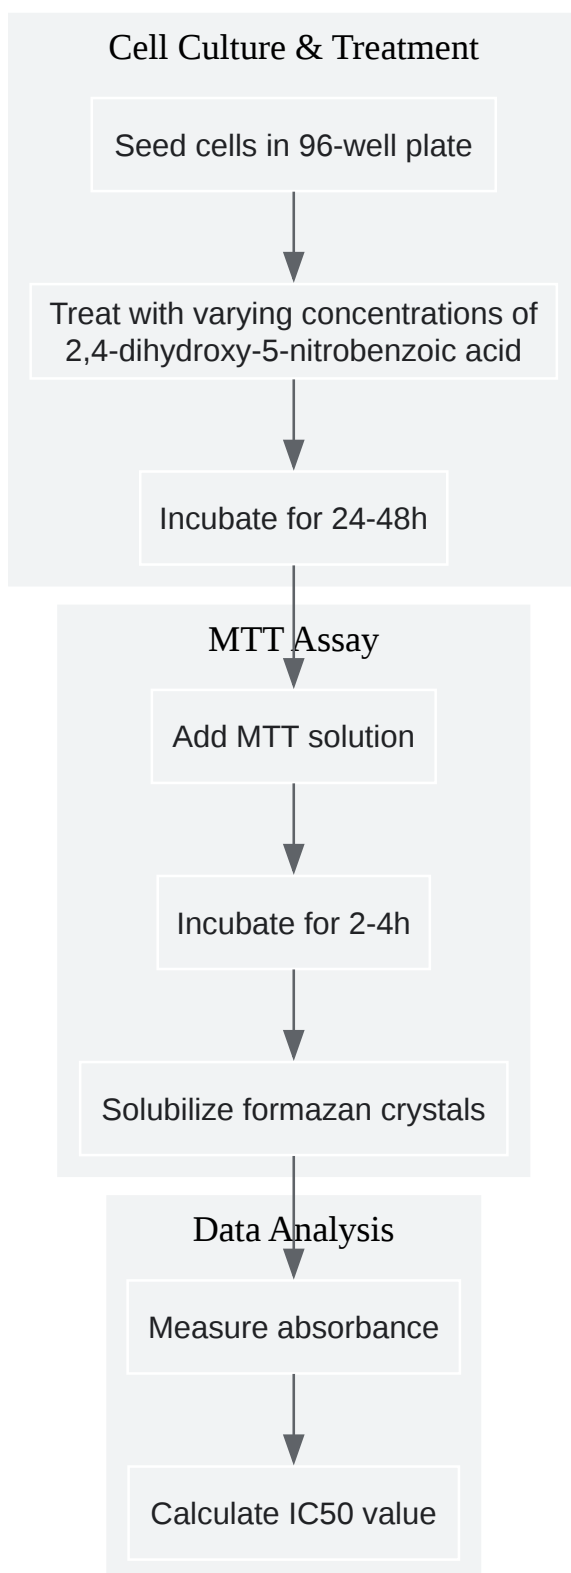 Cell Culture & Treatment
Seed cells in 96-well plate
Treat with varying concentrations of
2,4-dihydroxy-5-nitrobenzoic acid
Incubate for 24-48h
MTT Assay
Add MTT solution
Incubate for 2-4h
Solubilize formazan crystals
Data Analysis
Measure absorbance
Calculate IC50 value